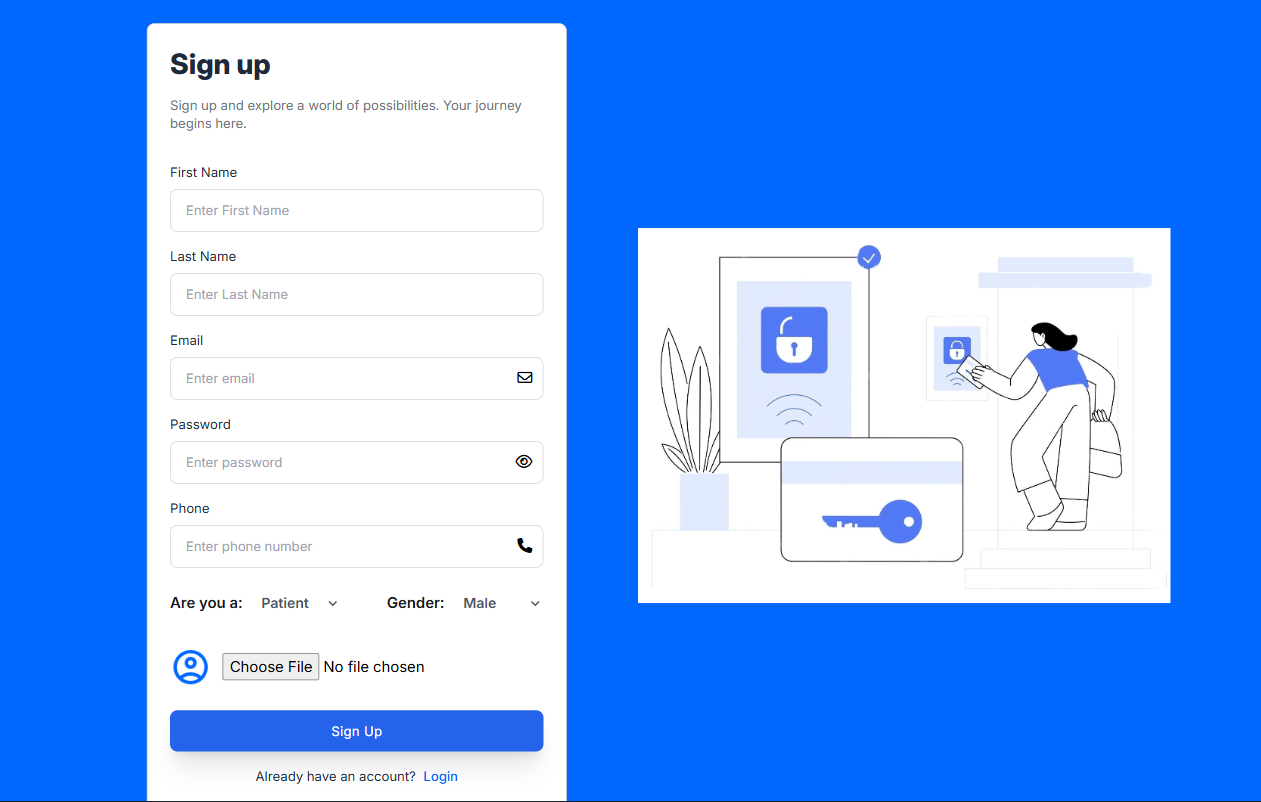 Sign up
Sign up and explore a world of possibilities. Your journey
begins here.
First Name
Enter First Name
Last Name
Enter Last Name
Email
Enter email
Password
Enter password
Phone
Enter phone number
Are you a: Patient Gender: Male
Choose File No file chosen
Sign Up
Already have an account? Login